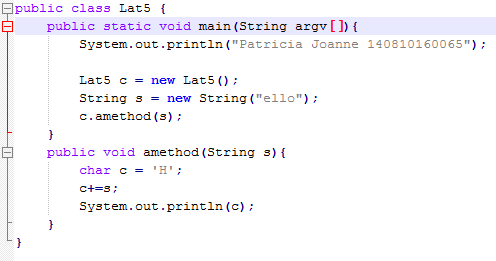 public class Lat5 {
    public static void main(String argv[]){
        System.out.println("Patricia Joanne 140810160065");

        Lat5 c = new Lat5();
        String s = new String("ello");
        c.amethod(s);
    }
    public void amethod(String s){
        char c = 'H';
        c+=s;
        System.out.println(c);
    }
}